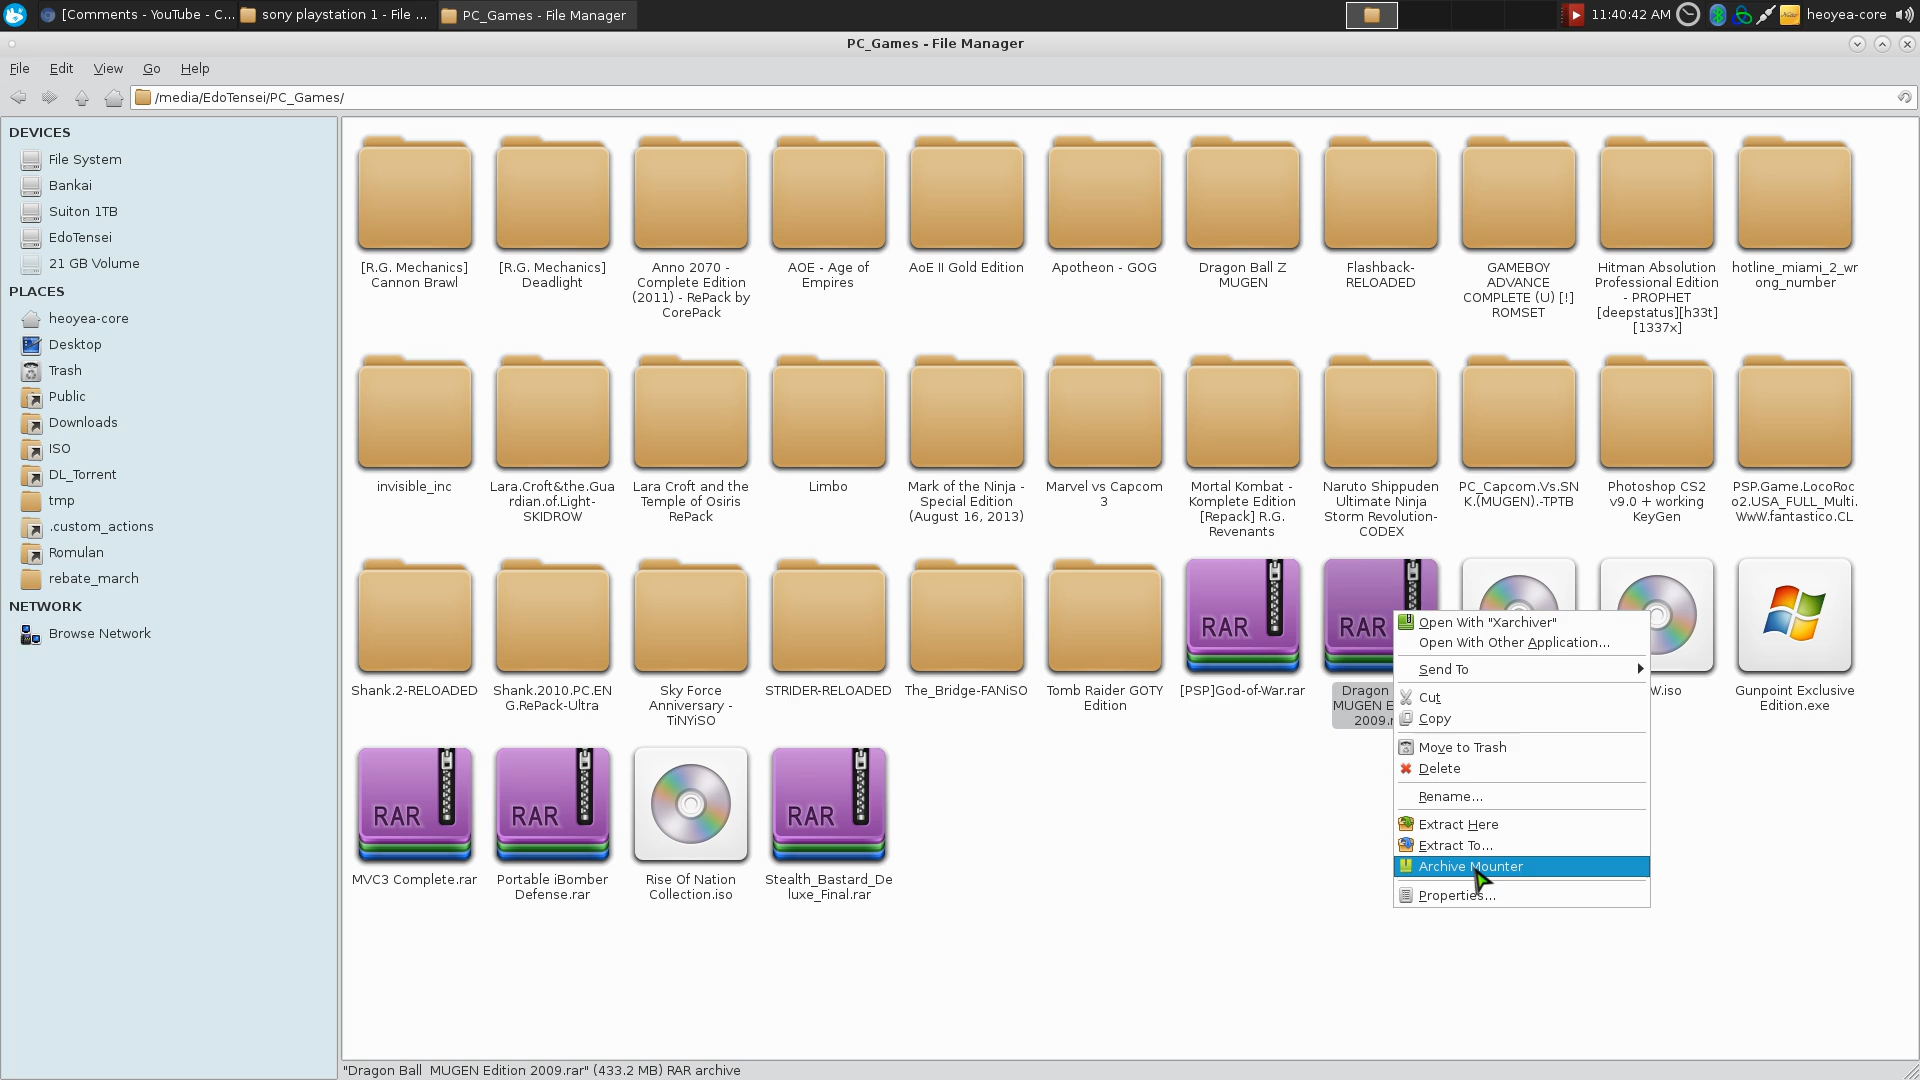 [Comments - YouTube - C...
sony playstation 1 - File ...
PC_Games - File Manager
11:40:42 AM
heoyea-core
PC_Games - File Manager
File Edit View Go Help
/media/EdoTensei/PC_Games/
DEVICES
File System
Bankai
Suiton 1TB
EdoTensei
21 GB Volume
PLACES
heoyea-core
Desktop
Trash
Public
Downloads
ISO
DL_Torrent
tmp
.custom_actions
Romulan
rebate_march
NETWORK
Browse Network
[R.G. Mechanics]
Cannon Brawl
[R.G. Mechanics]
Deadlight
Anno 2070 -
Complete Edition
(2011) - RePack by
CorePack
AOE - Age of
Empires
AoE II Gold Edition
Apotheon - GOG
Dragon Ball Z
MUGEN
Flashback-
RELOADED
GAMEBOY
ADVANCE
COMPLETE (U) [!]
ROMSET
Hitman Absolution
Professional Edition
- PROPHET
[deepstatus][h33t]
[1337x]
hotline_miami_2_wr
ong_number
invisible_inc
Lara.Croft&the.Gua
rdian.of.Light-
SKIDROW
Lara Croft and the
Temple of Osiris
RePack
Limbo
Mark of the Ninja -
Special Edition
(August 16, 2013)
Marvel vs Capcom
3
Mortal Kombat -
Komplete Edition
[Repack] R.G.
Revenants
Naruto Shippuden
Ultimate Ninja
Storm Revolution-
CODEX
PC_Capcom.Vs.SN
K.(MUGEN).-TPTB
Photoshop CS2
v9.0 + working
KeyGen
PSP.Game.LocoRoc
o2.USA_FULL_Multi.
WwW.fantastico.CL
Shank.2-RELOADED
Shank.2010.PC.EN
G.RePack-Ultra
Sky Force
Anniversary -
TiNYiSO
STRIDER-RELOADED
The_Bridge-FANiSO
Tomb Raider GOTY
Edition
RAR
[PSP]God-of-War.rar
RAR
Dragon
MUGEN E
2009.r
W.iso
Gunpoint Exclusive
Edition.exe
RAR
MVC3 Complete.rar
RAR
Portable iBomber
Defense.rar
Rise Of Nation
Collection.iso
RAR
Stealth_Bastard_De
luxe_Final.rar
Open With "Xarchiver"
Open With Other Application...
Send To
Cut
Copy
Move to Trash
Delete
Rename...
Extract Here
Extract To...
Archive Mounter
Properties...
"Dragon Ball  MUGEN Edition 2009.rar" (433.2 MB) RAR archive